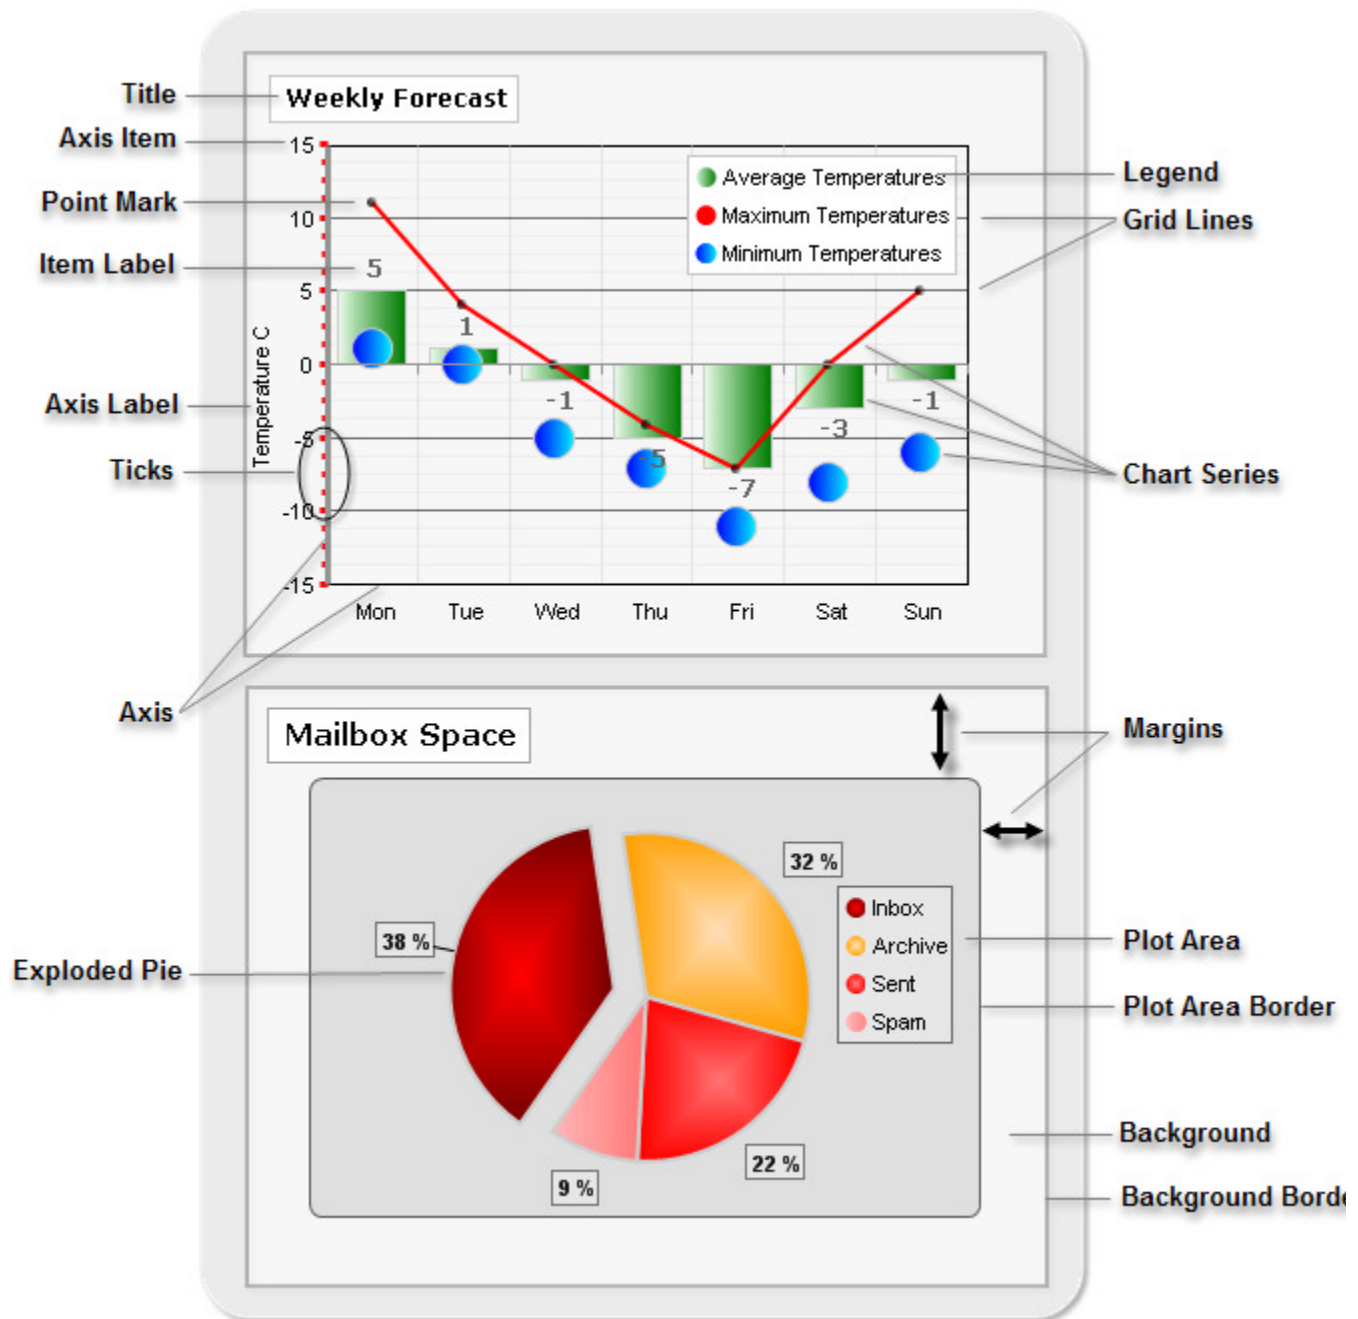 Title
Weekly Forecast
Axis Item
15
Point Mark
10
Item Label
5
5
1
0
-1
-5
-7
-3
-1
Temperature C
Axis Label
-5
Ticks
-10
-15
Mon Tue Wed Thu Fri Sat Sun
Axis
Average Temperatures
Maximum Temperatures
Minimum Temperatures
Legend
Grid Lines
Chart Series
Mailbox Space
Margins
32 %
38 %
22 %
9 %
Exploded Pie
Inbox
Archive
Sent
Spam
Plot Area
Plot Area Border
Background
Background Borde